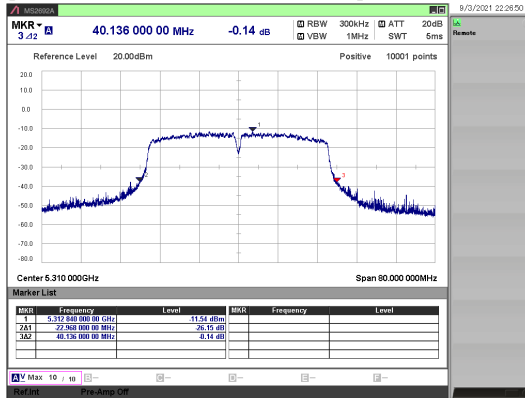 MS2692A
9/3/2021 22:26:50
MKR
3 Δ2 A
40.136 000 00 MHz
-0.14 dB
M RBW 300kHz M ATT 20dB
M VBW 1MHz SWT 5ms
Remote
Reference Level 20.00dBm
Positive 10001 points
20.0
10.0
0.0
-10.0
-20.0
-30.0
-40.0
-50.0
-60.0
-70.0
-80.0
1
2
3
Center 5.310 000GHz
Span 80.000 000MHz
Marker List
MKR Frequency Level MKR Frequency Level
1 5.312 840 000 00 GHz -11.54 dBm
2Δ1 -22.968 000 00 MHz -26.15 dB
3Δ2 40.136 000 00 MHz -0.14 dB
A V Max 10 / 10
Ref.Int Pre-Amp Off